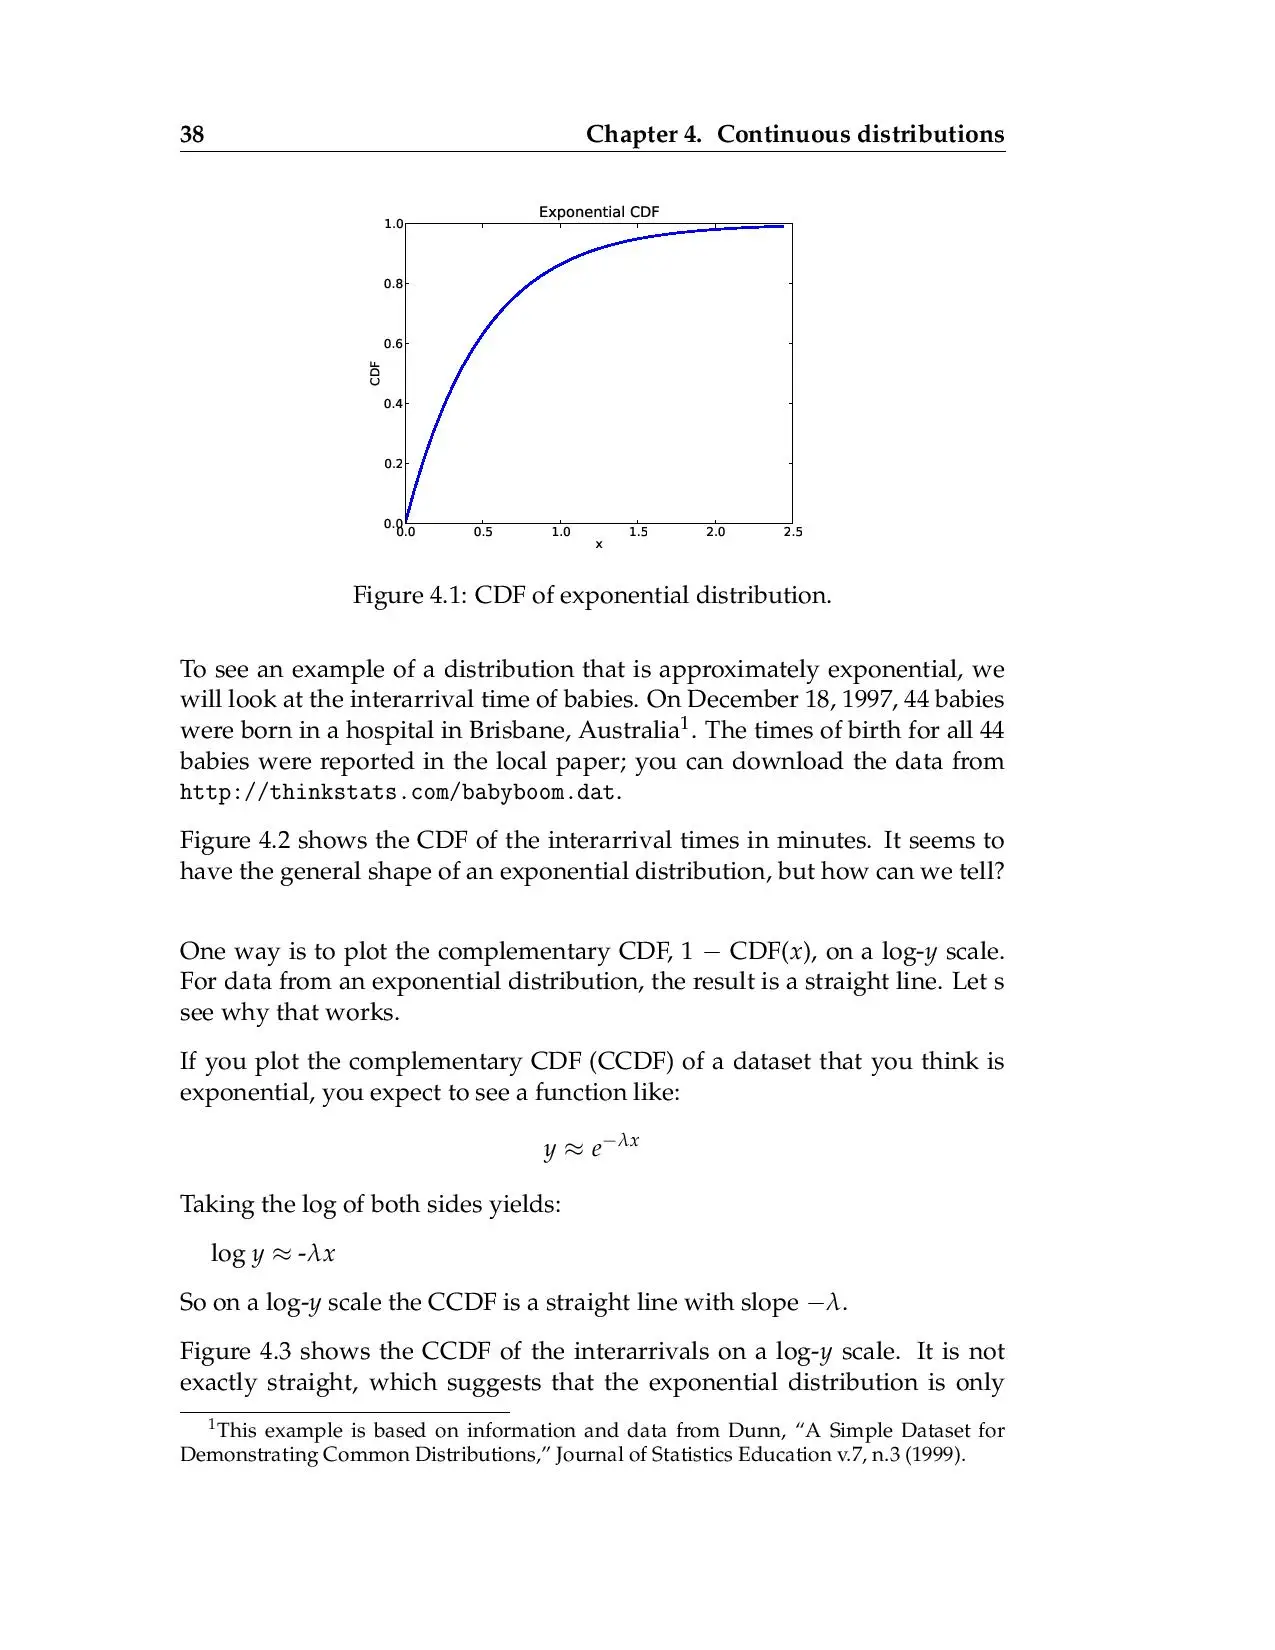 38 Chapter 4. Continuous distributions
Exponential CDF
1.0
0.8
0.6
CDF
0.4
0.2
0.0
0.0 0.5 1.0 1.5 2.0 2.5
x
Figure 4.1: CDF of exponential distribution.
To see an example of a distribution that is approximately exponential, we
will look at the interarrival time of babies. On December 18, 1997, 44 babies
were born in a hospital in Brisbane, Australia¹. The times of birth for all 44
babies were reported in the local paper; you can download the data from
http://thinkstats.com/babyboom.dat.
Figure 4.2 shows the CDF of the interarrival times in minutes. It seems to
have the general shape of an exponential distribution, but how can we tell?
One way is to plot the complementary CDF, 1 − CDF(x), on a log-y scale.
For data from an exponential distribution, the result is a straight line. Let s
see why that works.
If you plot the complementary CDF (CCDF) of a dataset that you think is
exponential, you expect to see a function like:
y ≈ e^−λx
Taking the log of both sides yields:
log y ≈ -λx
So on a log-y scale the CCDF is a straight line with slope −λ.
Figure 4.3 shows the CCDF of the interarrivals on a log-y scale. It is not
exactly straight, which suggests that the exponential distribution is only
¹This example is based on information and data from Dunn, “A Simple Dataset for
Demonstrating Common Distributions,” Journal of Statistics Education v.7, n.3 (1999).